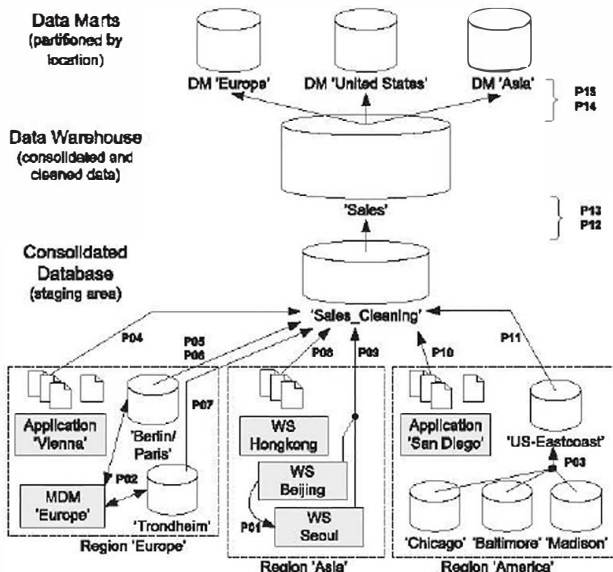 Data Marts
(partitioned by
location)
DM 'Europe'
DM 'United States'
DM 'Asia'
P15
P14
Data Warehouse
(consolidated and
cleaned data)
'Sales'
P13
P12
Consolidated
Database
(staging area)
'Sales_Cleaning'
P04
P05
P06
P07
P08
P09
P10
P11
Application
'Vienna'
'Berlin/
Paris'
MDM
'Europe'
P02
'Trondheim'
Region 'Europe'
WS
Hongkong
WS
Beijing
P01
WS
Seoul
Region 'Asia'
Application
'San Diego'
'US-Eastcoast'
P03
'Chicago'
'Baltimore'
'Madison'
Region 'America'